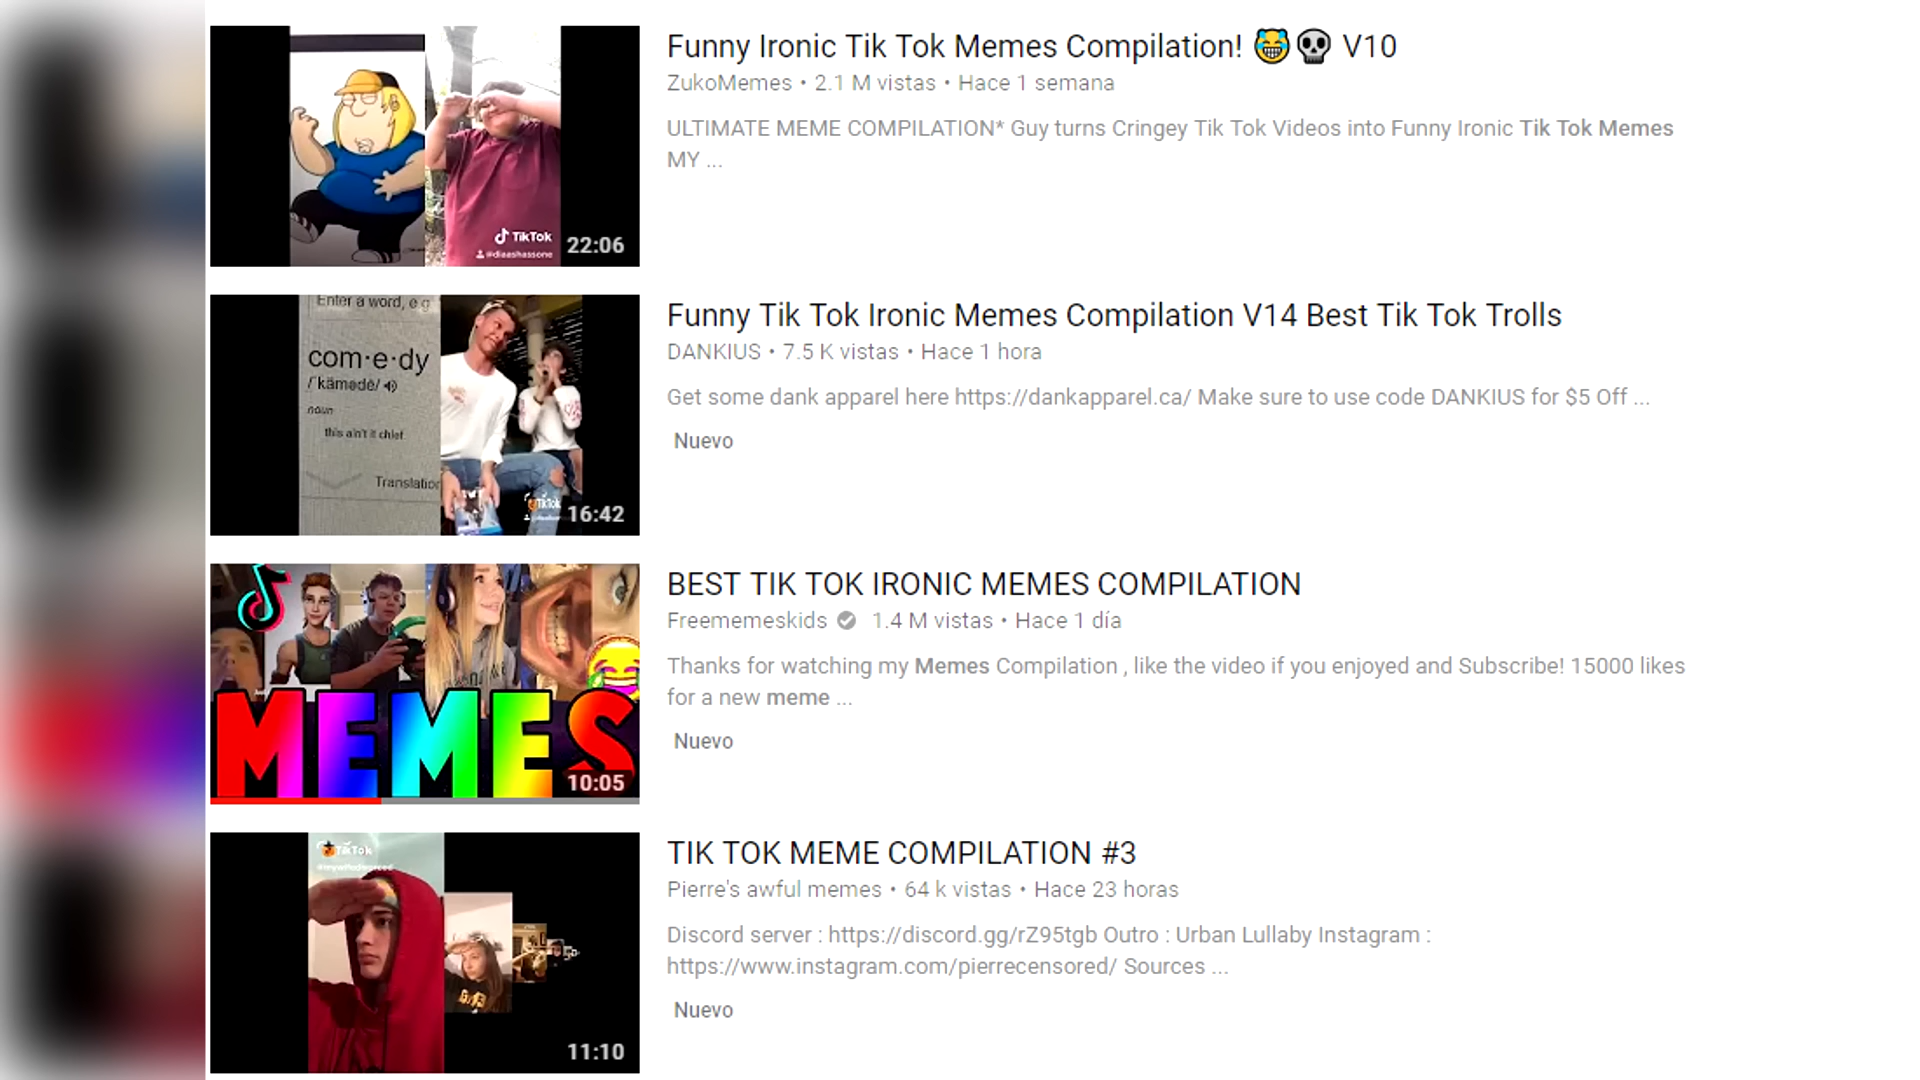 Funny Ironic Tik Tok Memes Compilation! 😹💀 V10
ZukoMemes • 2.1 M vistas • Hace 1 semana
ULTIMATE MEME COMPILATION* Guy turns Cringey Tik Tok Videos into Funny Ironic Tik Tok Memes
MY ...
TikTok
@diaashassone
22:06
Enter a word, e g
com·e·dy
/ˈkämədē/
noun
this ain't it chief.
Translation
TikTok
16:42
Funny Tik Tok Ironic Memes Compilation V14 Best Tik Tok Trolls
DANKIUS • 7.5 K vistas • Hace 1 hora
Get some dank apparel here https://dankapparel.ca/ Make sure to use code DANKIUS for $5 Off ...
Nuevo
MEMES
10:05
BEST TIK TOK IRONIC MEMES COMPILATION
Freememeskids 1.4 M vistas • Hace 1 día
Thanks for watching my Memes Compilation , like the video if you enjoyed and Subscribe! 15000 likes
for a new meme ...
Nuevo
TikTok
11:10
TIK TOK MEME COMPILATION #3
Pierre's awful memes • 64 k vistas • Hace 23 horas
Discord server : https://discord.gg/rZ95tgb Outro : Urban Lullaby Instagram :
https://www.instagram.com/pierrecensored/ Sources ...
Nuevo